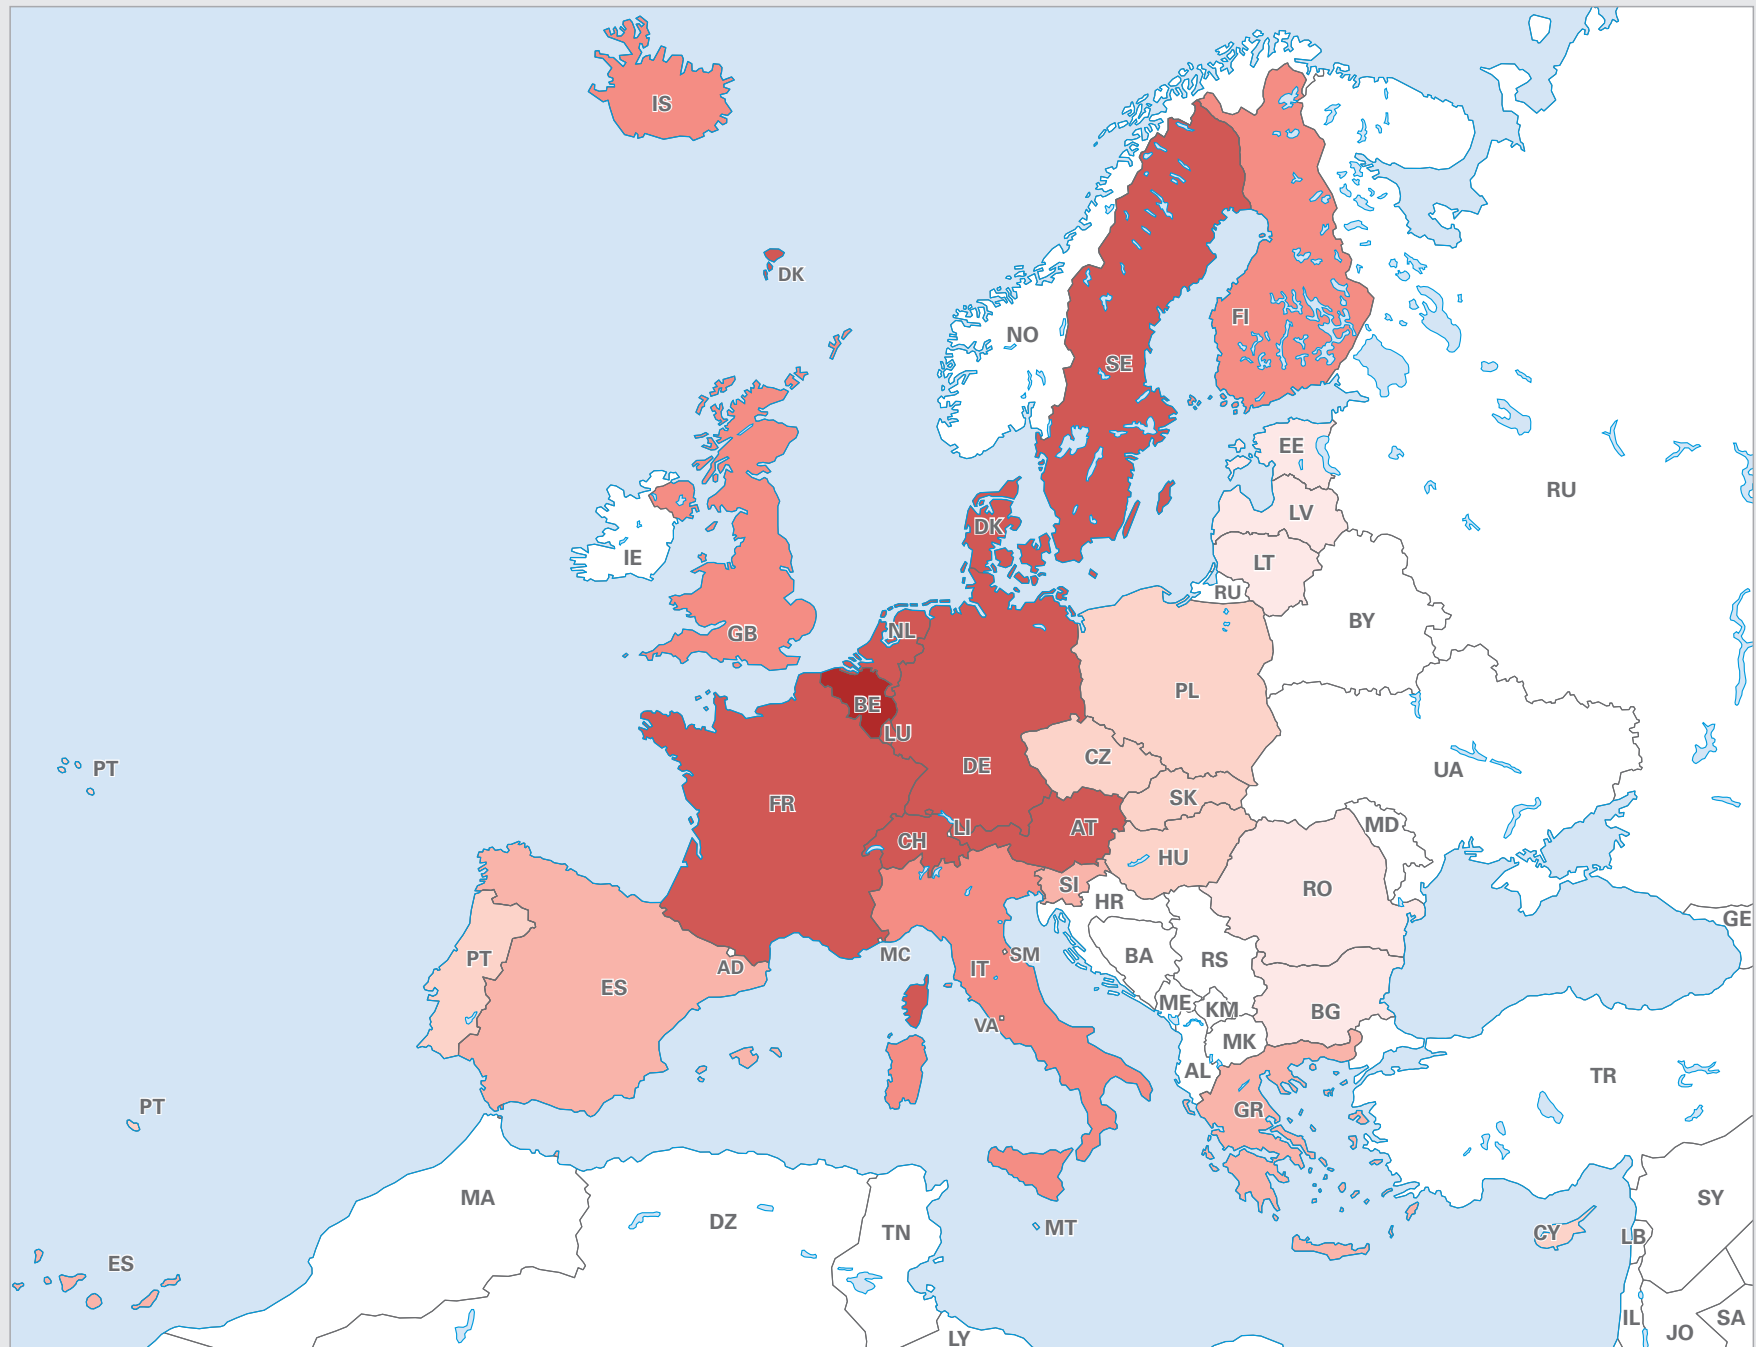 IS
DK
NO
SE
FI
EE
RU
LV
DK
IE
LT
RU
BY
GB
NL
PL
BE
LU
CZ
DE
PT
UA
SK
FR
MD
LI
AT
CH
HU
SI
RO
HR
GE
PT
AD
MC
SM
IT
BA
RS
ES
ME
KM
BG
VA
MK
AL
TR
PT
GR
MA
DZ
TN
MT
CY
LB
SY
ES
IL
JO
SA
LY